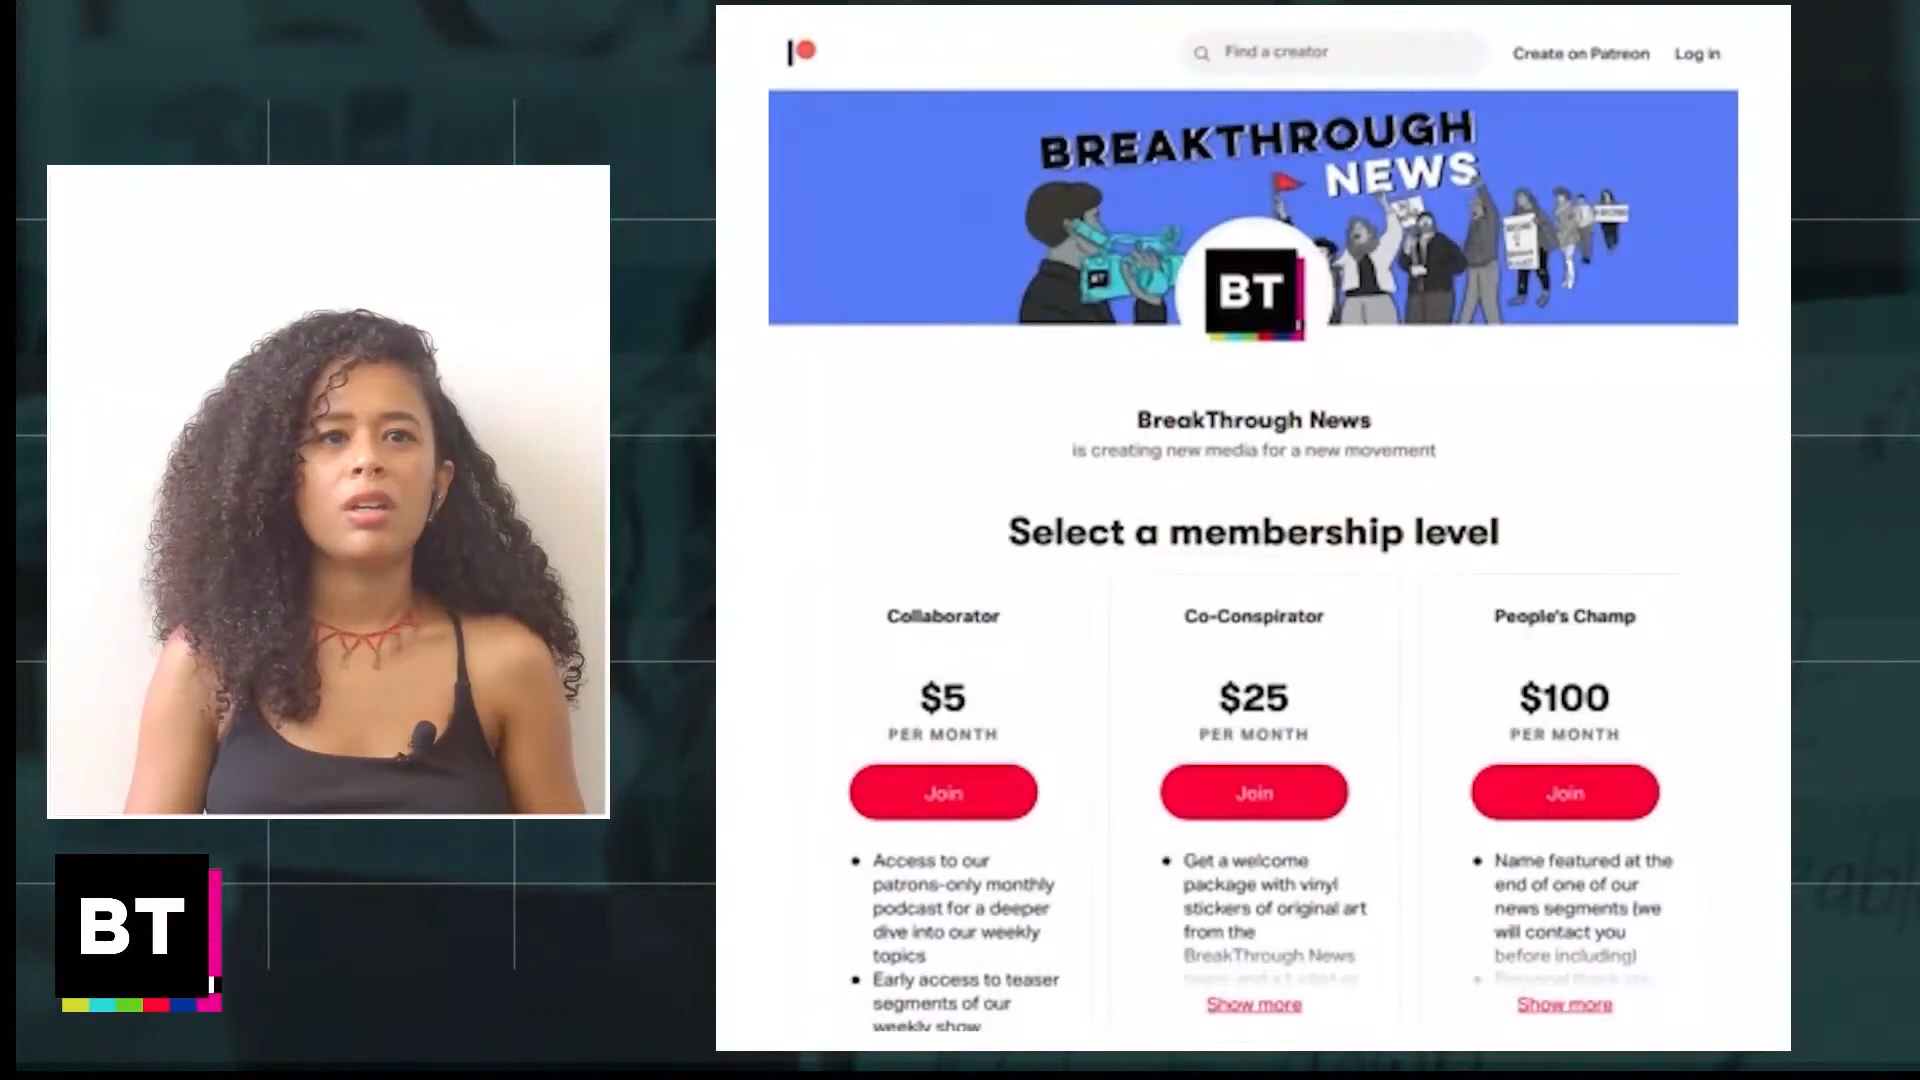 Find a creator
Create on Patreon
Log in
BREAKTHROUGH
NEWS
BT
BreakThrough News
is creating new media for a new movement
Select a membership level
Collaborator
$5
PER MONTH
Join
Access to our
patrons-only monthly
podcast for a deeper
dive into our weekly
topics
Early access to teaser
segments of our
weekly show
Co-Conspirator
$25
PER MONTH
Join
Get a welcome
package with vinyl
stickers of original art
from the
BreakThrough News
Show more
People's Champ
$100
PER MONTH
Join
Name featured at the
end of one of our
news segments (we
will contact you
before including)
Show more
BT